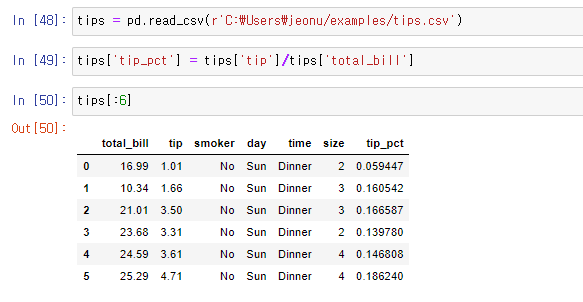 In [48]: tips = pd.read_csv(r'C:₩Users₩jeonu/examples/tips.csv')
In [49]: tips['tip_pct'] = tips['tip']/tips['total_bill']
In [50]: tips[:6]
Out[50]:
total_bill tip smoker day time size tip_pct
0 16.99 1.01 No Sun Dinner 2 0.059447
1 10.34 1.66 No Sun Dinner 3 0.160542
2 21.01 3.50 No Sun Dinner 3 0.166587
3 23.68 3.31 No Sun Dinner 2 0.139780
4 24.59 3.61 No Sun Dinner 4 0.146808
5 25.29 4.71 No Sun Dinner 4 0.186240